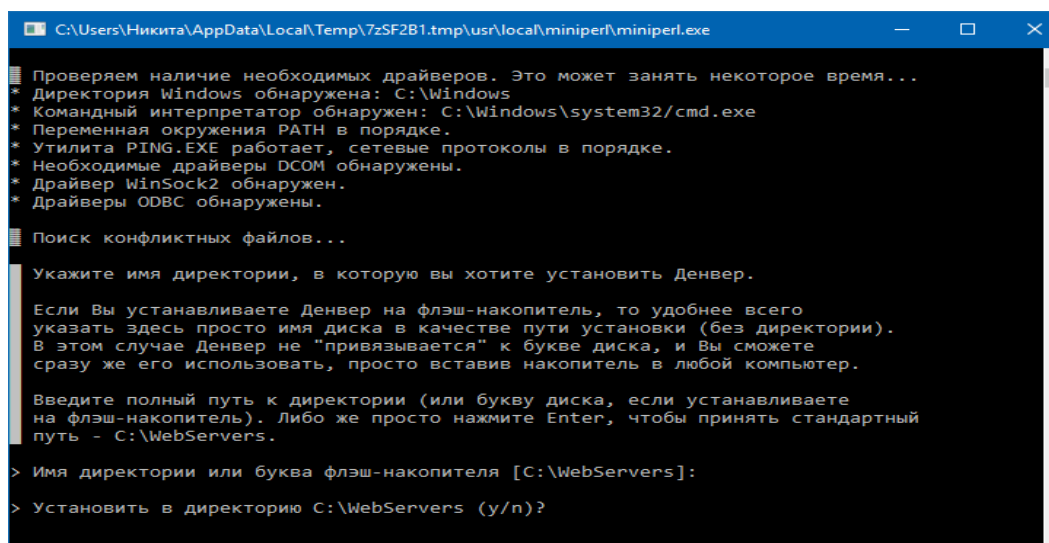 C:\Users\Никита\AppData\Local\Temp\7zSF2B1.tmp\usr\local\miniperl\miniperl.exe
Проверяем наличие необходимых драйверов. Это может занять некоторое время...
* Директория Windows обнаружена: C:\Windows
* Командный интерпретатор обнаружен: C:\Windows\system32/cmd.exe
* Переменная окружения PATH в порядке.
* Утилита PING.EXE работает, сетевые протоколы в порядке.
* Необходимые драйверы DCOM обнаружены.
* Драйвер WinSock2 обнаружен.
* Драйверы ODBC обнаружены.
Поиск конфликтных файлов...
Укажите имя директории, в которую вы хотите установить Денвер.
Если Вы устанавливаете Денвер на флэш-накопитель, то удобнее всего
указать здесь просто имя диска в качестве пути установки (без директории).
В этом случае Денвер не "привязывается" к букве диска, и Вы сможете
сразу же его использовать, просто вставив накопитель в любой компьютер.
Введите полный путь к директории (или букву диска, если устанавливаете
на флэш-накопитель). Либо же просто нажмите Enter, чтобы принять стандартный
путь - C:\WebServers.
> Имя директории или буква флэш-накопителя [C:\WebServers]:
> Установить в директорию C:\WebServers (y/n)?